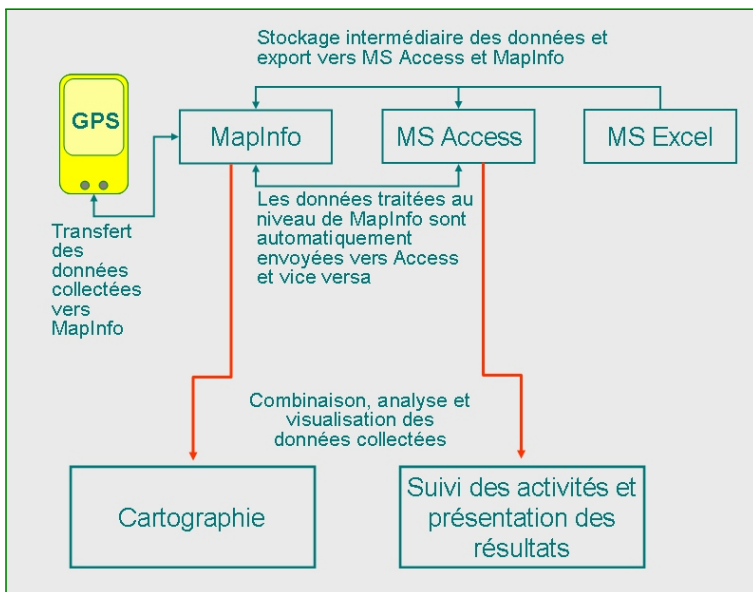 Stockage intermédiaire des données et
export vers MS Access et MapInfo
GPS
MapInfo
MS Access
MS Excel
Transfert
des
données
collectées
vers
MapInfo
Les données traitées au
niveau de MapInfo sont
automatiquement
envoyées vers Access
et vice versa
Combinaison, analyse et
visualisation des
données collectées
Cartographie
Suivi des activités et
présentation des
résultats